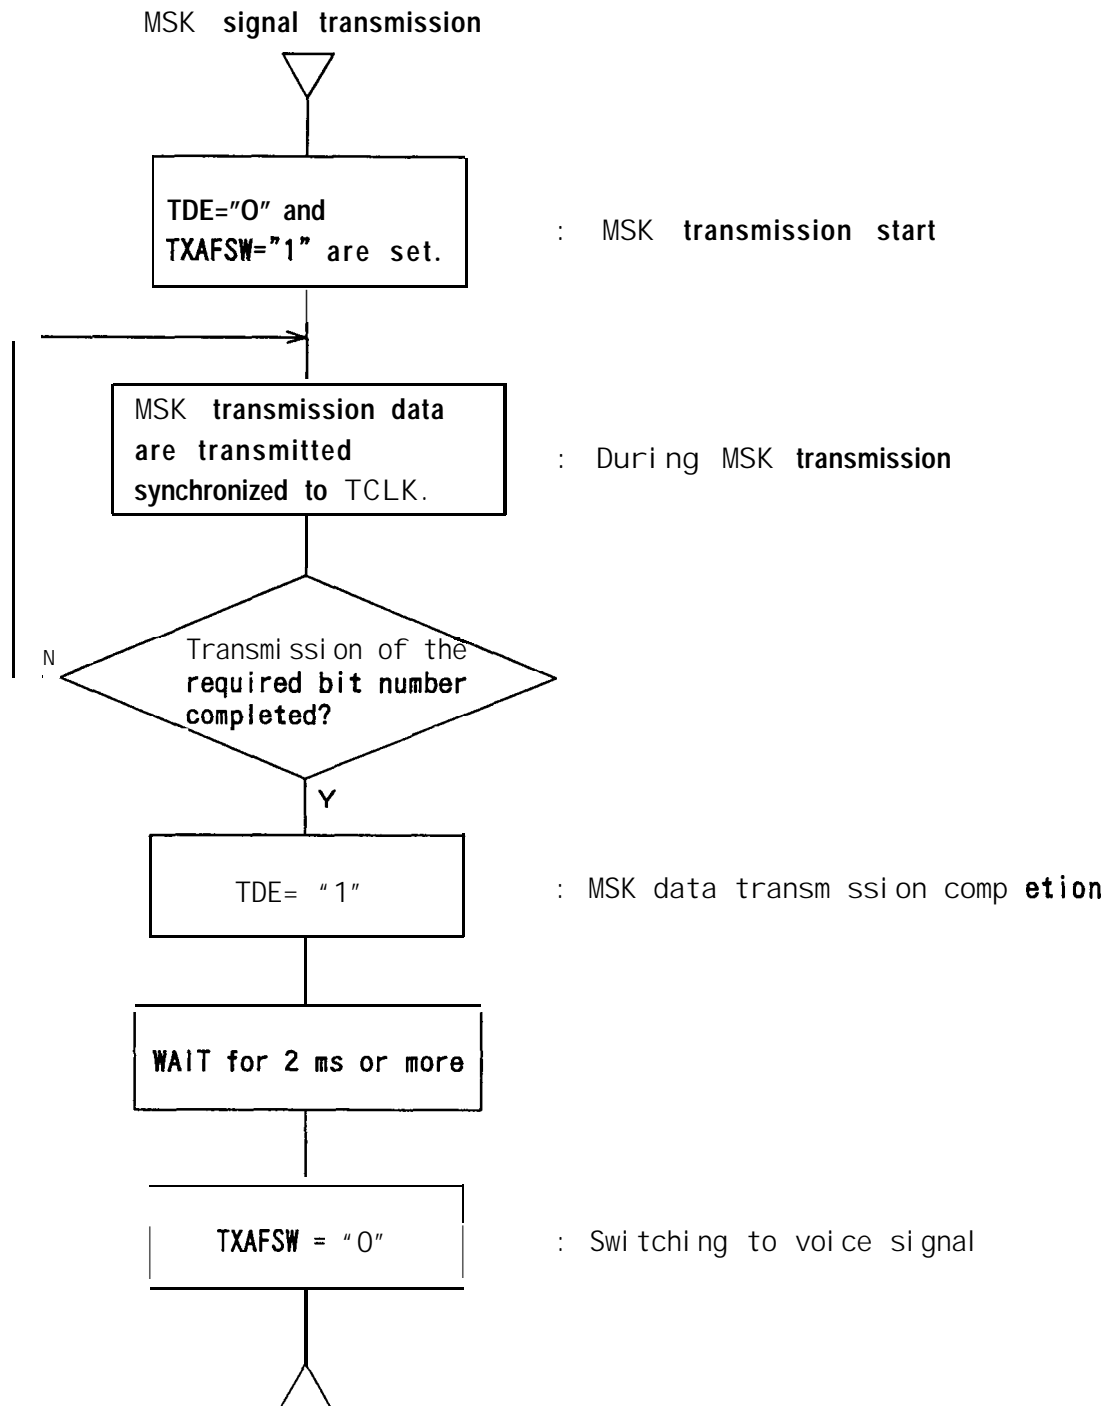 MSK signal transmission
TDE="0" and
TXAFSW="1" are set.
: MSK transmission start
MSK transmission data
are transmitted
synchronized to TCLK.
: During MSK transmission
N
Transmission of the
required bit number
completed?
Y
TDE= "1"
: MSK data transm ssion comp etion
WAIT for 2 ms or more
TXAFSW = "0"
: Switching to voice signal